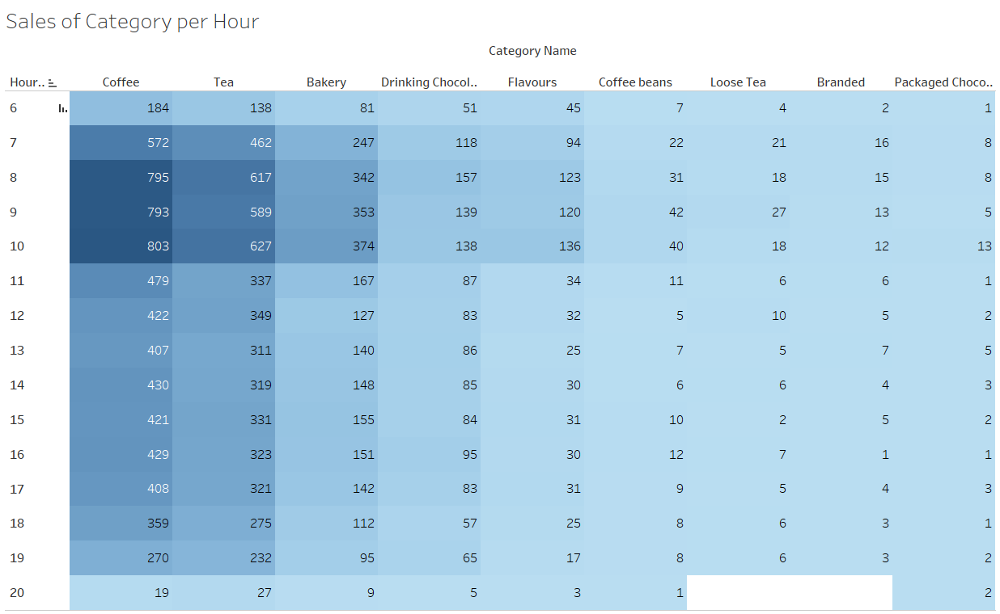 Sales of Category per Hour
Category Name
Hour.. Coffee Tea Bakery Drinking Chocol.. Flavours Coffee beans Loose Tea Branded Packaged Choco..
6 184 138 81 51 45 7 4 2 1
7 572 462 247 118 94 22 21 16 8
8 795 617 342 157 123 31 18 15 8
9 793 589 353 139 120 42 27 13 5
10 803 627 374 138 136 40 18 12 13
11 479 337 167 87 34 11 6 6 1
12 422 349 127 83 32 5 10 5 2
13 407 311 140 86 25 7 5 7 5
14 430 319 148 85 30 6 6 4 3
15 421 331 155 84 31 10 2 5 2
16 429 323 151 95 30 12 7 1 1
17 408 321 142 83 31 9 5 4 3
18 359 275 112 57 25 8 6 3 1
19 270 232 95 65 17 8 6 3 2
20 19 27 9 5 3 1 2